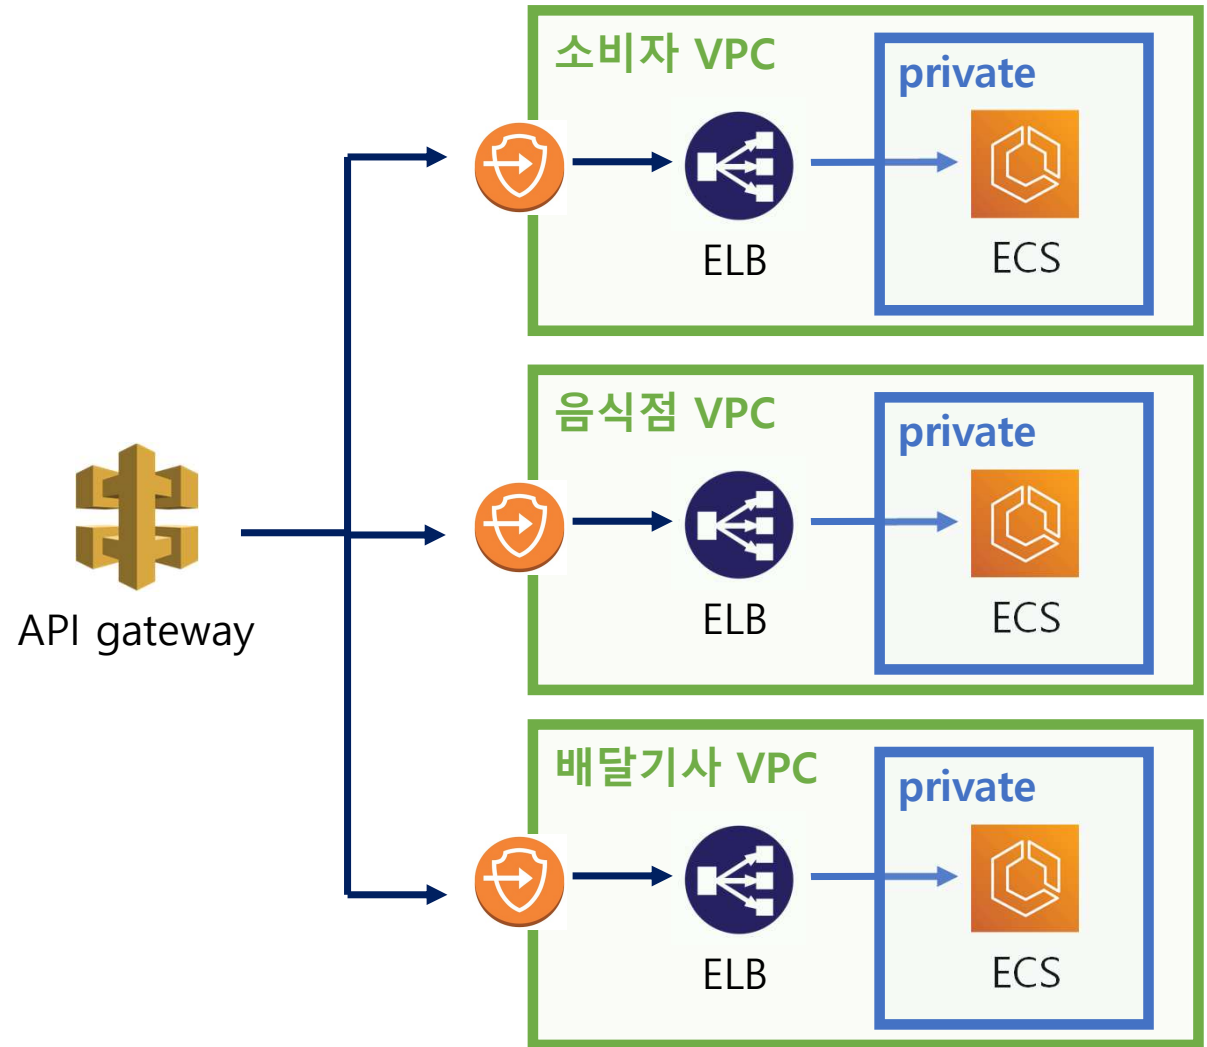 소비자 VPC
private
ELB
ECS
음식점 VPC
private
ELB
ECS
API gateway
배달기사 VPC
private
ELB
ECS